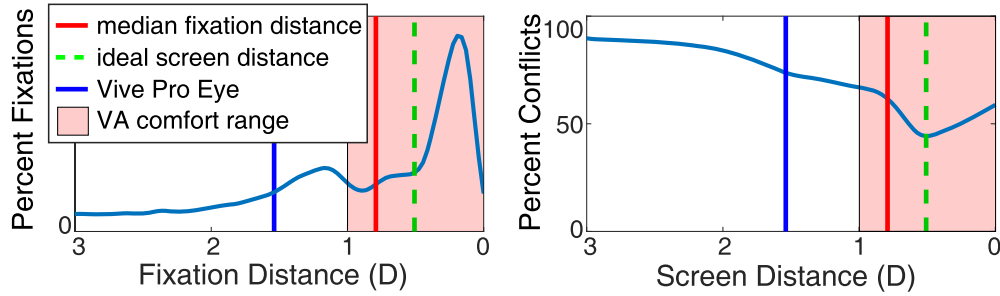 Percent Fixations
median fixation distance
ideal screen distance
Vive Pro Eye
VA comfort range
0
3 2 1 0
Fixation Distance (D)
Percent Conflicts
100
50
0
3 2 1 0
Screen Distance (D)